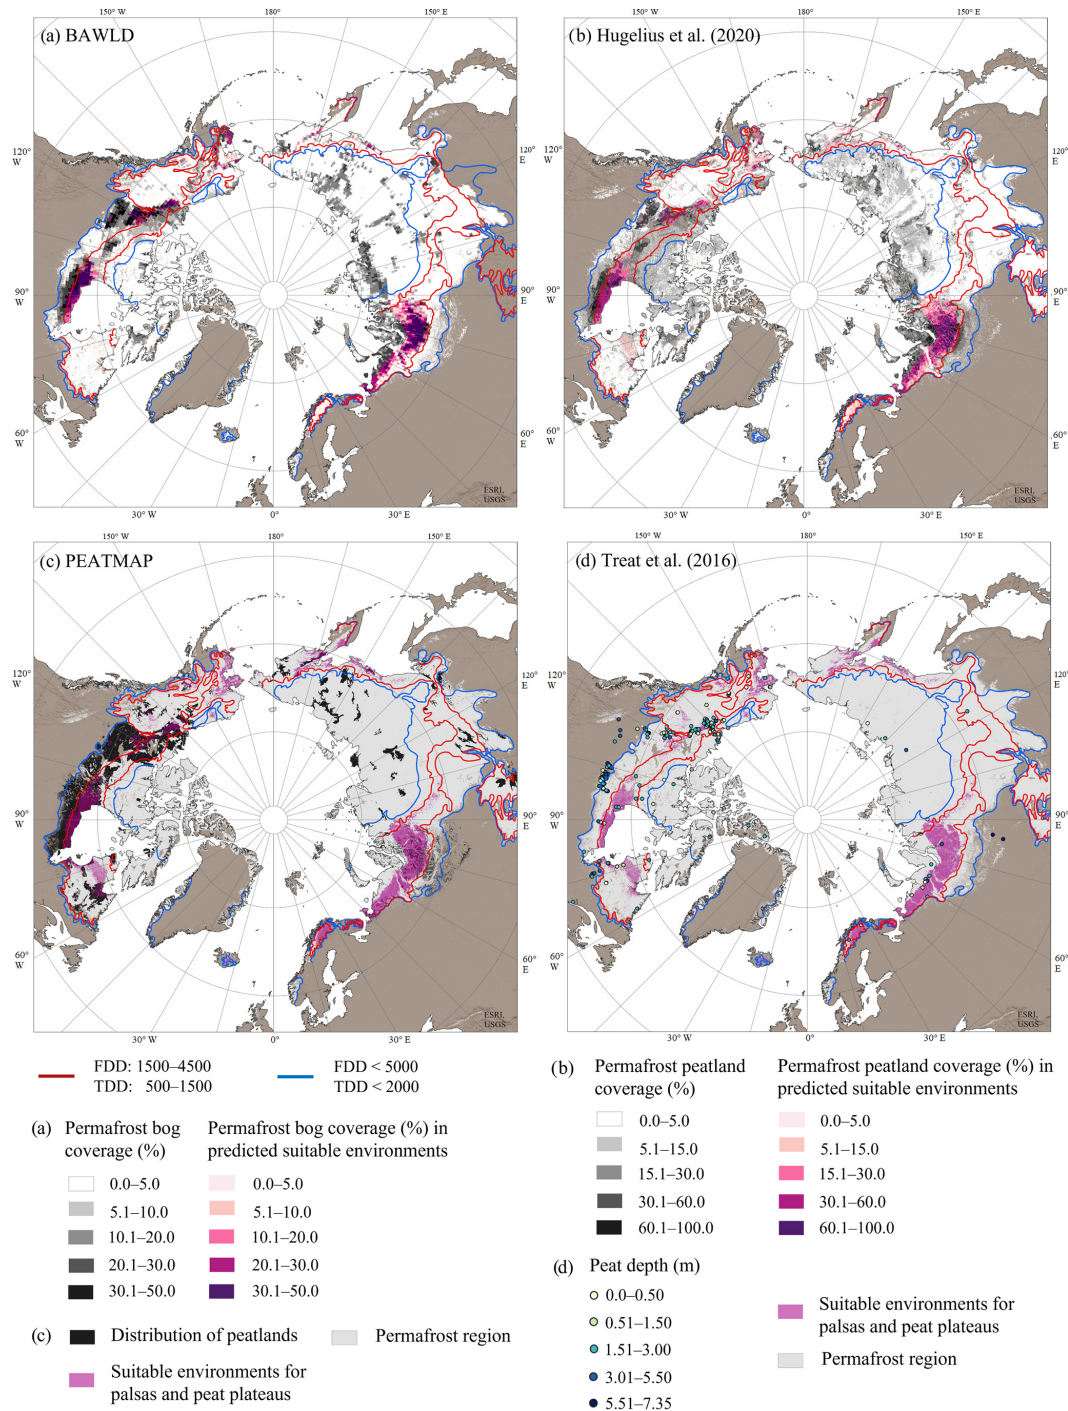 150° W
180°
150° E
150° W
180°
150° E
(a) BAWLD
(b) Hugelius et al. (2020)
120°
W
120°
E
120°
W
120°
E
90°
W
90°
E
90°
W
90°
E
60°
W
60°
E
60°
W
60°
E
ESRI,
USGS
ESRI,
USGS
30° W
0°
30° E
30° W
0°
30° E
150° W
180°
150° E
150° W
180°
150° E
(c) PEATMAP
(d) Treat et al. (2016)
120°
W
120°
E
120°
W
120°
E
90°
W
90°
E
90°
W
90°
E
60°
W
60°
E
60°
W
60°
E
ESRI,
USGS
ESRI,
USGS
30° W
0°
30° E
30° W
0°
30° E
FDD: 1500–4500
TDD: 500–1500
FDD < 5000
TDD < 2000
(a) Permafrost bog
coverage (%)
0.0–5.0
5.1–10.0
10.1–20.0
20.1–30.0
30.1–50.0
Permafrost bog coverage (%) in
predicted suitable environments
0.0–5.0
5.1–10.0
10.1–20.0
20.1–30.0
30.1–50.0
(c) Distribution of peatlands
Permafrost region
Suitable environments for
palsas and peat plateaus
(b) Permafrost peatland
coverage (%)
0.0–5.0
5.1–15.0
15.1–30.0
30.1–60.0
60.1–100.0
Permafrost peatland coverage (%) in
predicted suitable environments
0.0–5.0
5.1–15.0
15.1–30.0
30.1–60.0
60.1–100.0
(d) Peat depth (m)
0.0–0.50
0.51–1.50
1.51–3.00
3.01–5.50
5.51–7.35
Suitable environments for
palsas and peat plateaus
Permafrost region